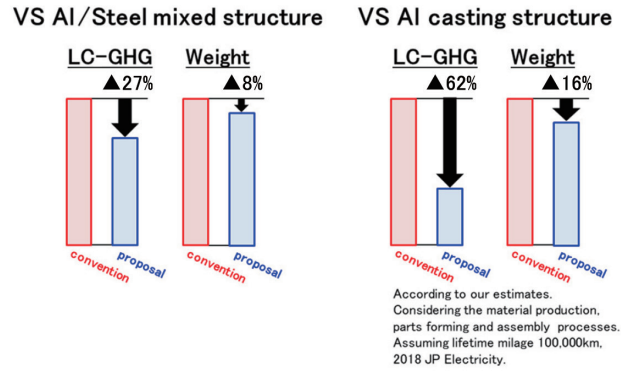 VS Al/Steel mixed structure
LC-GHG Weight
▲27% ▲8%
convention proposal convention proposal
VS Al casting structure
LC-GHG Weight
▲62% ▲16%
convention proposal convention proposal
According to our estimates.
Considering the material production,
parts forming and assembly processes.
Assuming lifetime milage 100,000km,
2018 JP Electricity.